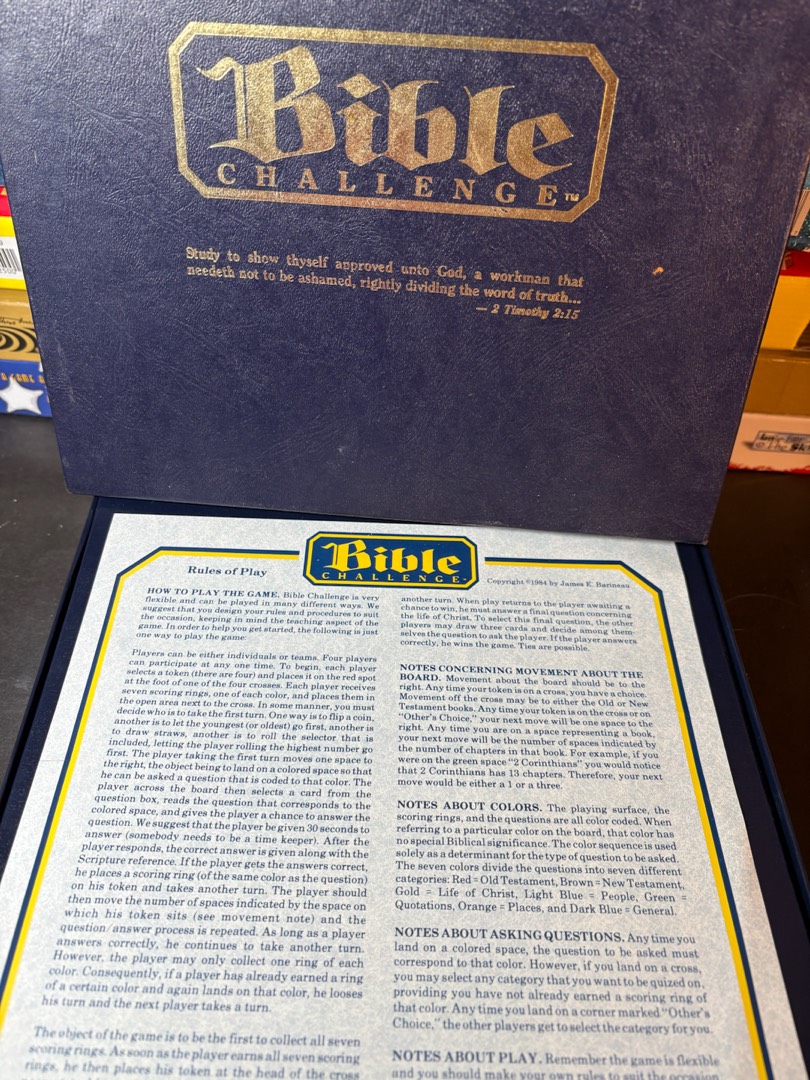 Bible
CHALLENGE™
Study to show thyself approved unto God, a workman that
needeth not to be ashamed, rightly dividing the word of truth...
— 2 Timothy 2:15
Bible
CHALLENGE™
Rules of Play
Copyright ©1984 by James E. Barineau
HOW TO PLAY THE GAME. Bible Challenge is very
flexible and can be played in many different ways. We
suggest that you design your rules and procedures to suit
the occasion, keeping in mind the teaching aspect of the
game. In order to help you get started, the following is just
one way to play the game:
Players can be either individuals or teams. Four players
can participate at any one time. To begin, each player
selects a token (there are four) and places it on the red spot
at the foot of one of the four crosses. Each player receives
seven scoring rings, one of each color, and places them in
the open area next to the cross. In some manner, you must
decide who is to take the first turn. One way is to flip a coin,
another is to let the youngest (or oldest) go first, another is
to draw straws, another is to roll the selector that is
included, letting the player rolling the highest number go
first. The player taking the first turn moves one space to
the right, the object being to land on a colored space so that
he can be asked a question that is coded to that color. The
player across the board then selects a card from the
question box, reads the question that corresponds to the
colored space, and gives the player a chance to answer the
question. We suggest that the player be given 30 seconds to
answer (somebody needs to be a time keeper). After the
player responds, the correct answer is given along with the
Scripture reference. If the player gets the answers correct,
he places a scoring ring (of the same color as the question)
on his token and takes another turn. The player should
then move the number of spaces indicated by the space on
which his token sits (see movement note) and the
question/answer process is repeated. As long as a player
answers correctly, he continues to take another turn.
However, the player may only collect one ring of each
color. Consequently, if a player has already earned a ring
of a certain color and again lands on that color, he looses
his turn and the next player takes a turn.
The object of the game is to be the first to collect all seven
scoring rings. As soon as the player earns all seven scoring
rings, he then places his token at the head of the cross
another turn. When play returns to the player awaiting a
chance to win, he must answer a final question concerning
the life of Christ. To select this final question, the other
players may draw three cards and decide among them-
selves the question to ask the player. If the player answers
correctly, he wins the game. Ties are possible.
NOTES CONCERNING MOVEMENT ABOUT THE
BOARD. Movement about the board should be to the
right. Any time your token is on a cross, you have a choice.
Movement off the cross may be to either the Old or New
Testament books. Any time your token is on the cross or on
"Other's Choice," your next move will be one space to the
right. Any time you are on a space representing a book,
your next move will be the number of spaces indicated by
the number of chapters in that book. For example, if you
were on the green space "2 Corinthians" you would notice
that 2 Corinthians has 13 chapters. Therefore, your next
move would be either a 1 or a three.
NOTES ABOUT COLORS. The playing surface, the
scoring rings, and the questions are all color coded. When
referring to a particular color on the board, that color has
no special Biblical significance. The color sequence is used
solely as a determinant for the type of question to be asked.
The seven colors divide the questions into seven different
categories: Red = Old Testament, Brown = New Testament,
Gold = Life of Christ, Light Blue = People, Green =
Quotations, Orange = Places, and Dark Blue = General.
NOTES ABOUT ASKING QUESTIONS. Any time you
land on a colored space, the question to be asked must
correspond to that color. However, if you land on a cross,
you may select any category that you want to be quized on,
providing you have not already earned a scoring ring of
that color. Any time you land on a corner marked "Other's
Choice," the other players get to select the category for you.
NOTES ABOUT PLAY. Remember the game is flexible
and you should make your own rules to suit the occasion